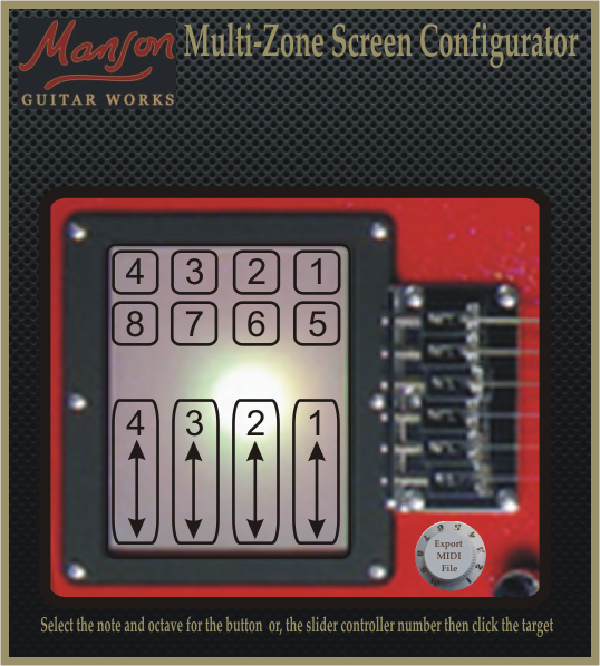 Manson
GUITAR WORKS
Multi-Zone Screen Configurator
4 3 2 1
8 7 6 5
4 3 2 1
Export
MIDI
File
Select the note and octave for the button or, the slider controller number then click the target